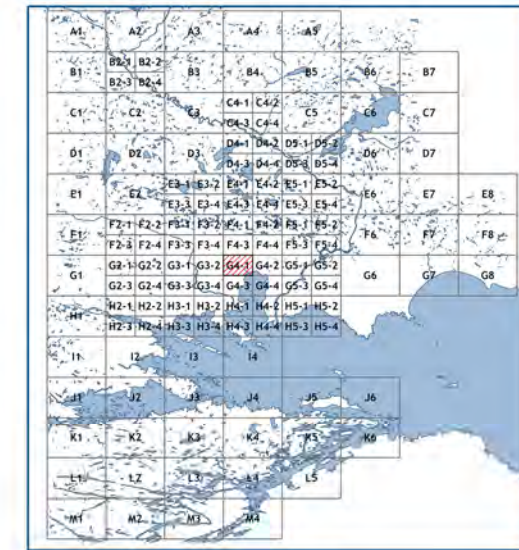 A1 A2 A3 A4 A5
B1 B2-1 B2-2 B3 B4 B5 B6 B7
B2-3 B2-4
C1 C2 C3 C4-1 C4-2 C5 C6 C7
C4-3 C4-4
D1 D2 D3 D4-1 D4-2 D5-1 D5-2 D6 D7
D4-3 D4-4 D5-3 D5-4
E1 E2 E3-1 E3-2 E4-1 E4-2 E5-1 E5-2 E6 E7 E8
E3-3 E3-4 E4-3 E4-4 E5-3 E5-4
F1 F2-1 F2-2 F3-1 F3-2 F4-1 F4-2 F5-1 F5-2 F6 F7 F8
F2-3 F2-4 F3-3 F3-4 F4-3 F4-4 F5-3 F5-4
G1 G2-1 G2-2 G3-1 G3-2 G4-1 G4-2 G5-1 G5-2 G6 G7 G8
G2-3 G2-4 G3-3 G3-4 G4-3 G4-4 G5-3 G5-4
H1 H2-1 H2-2 H3-1 H3-2 H4-1 H4-2 H5-1 H5-2
H2-3 H2-4 H3-3 H3-4 H4-3 H4-4 H5-3 H5-4
I1 I2 I3 I4
J1 J2 J3 J4 J5 J6
K1 K2 K3 K4 K5 K6
L1 L2 L3 L4 L5
M1 M2 M3 M4